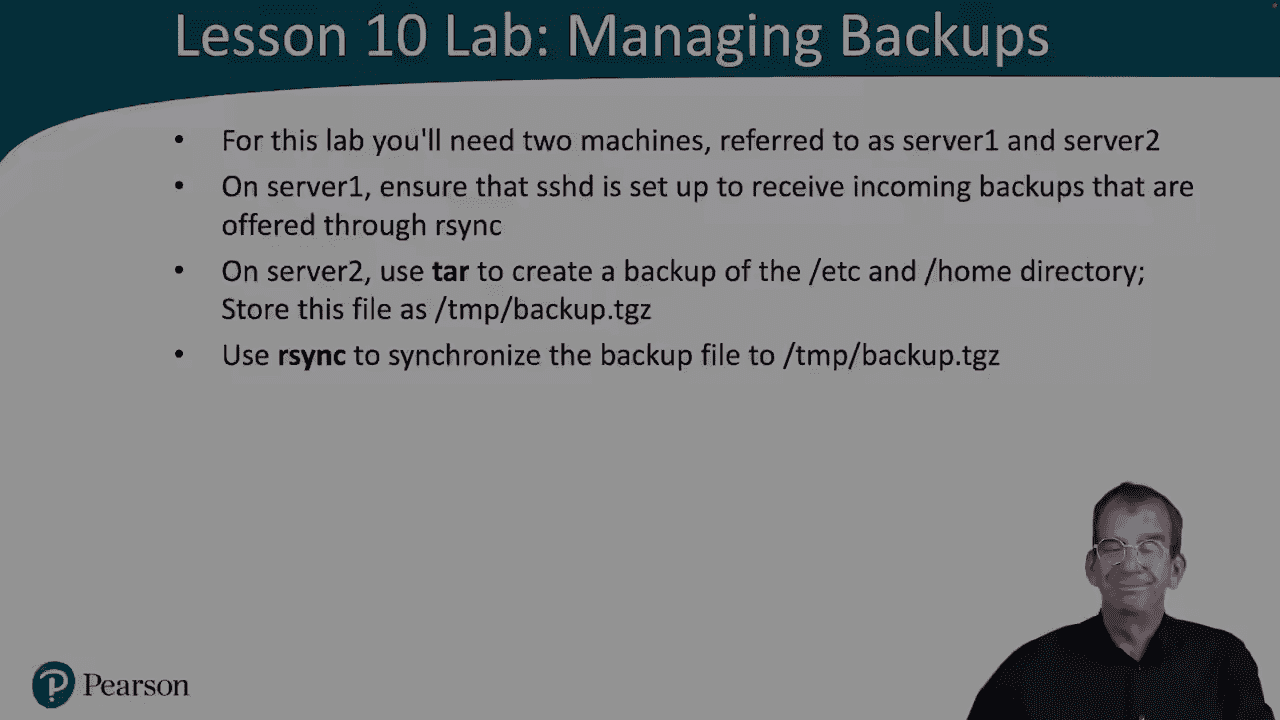 Lesson 10 Lab: Managing Backups
• For this lab you'll need two machines, referred to as server1 and server2
• On server1, ensure that sshd is set up to receive incoming backups that are
offered through rsync
• On server2, use tar to create a backup of the /etc and /home directory;
Store this file as /tmp/backup.tgz
• Use rsync to synchronize the backup file to /tmp/backup.tgz
Pearson